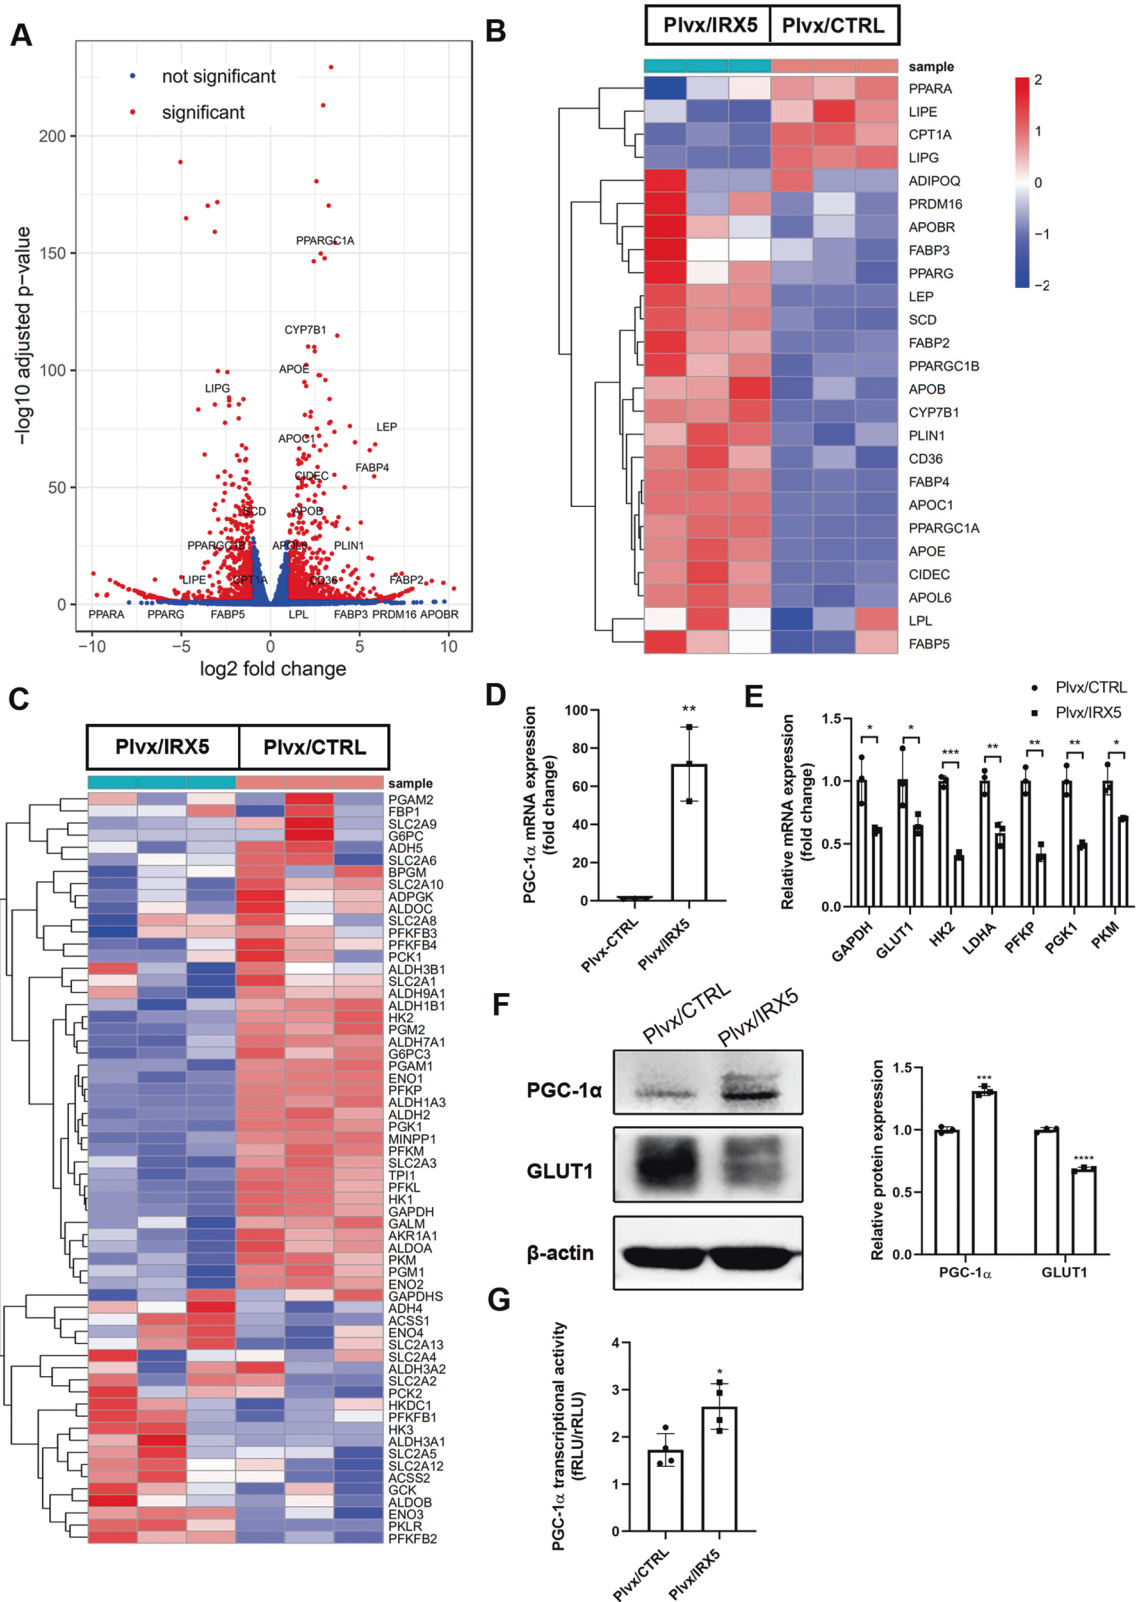 A
not significant
significant
200
150
100
50
0
−log10 adjusted p−value
PPARGC1A
CYP7B1
APOE
LIPG
LEP
APOC1
FABP4
CIDEC
SCD
APOB
PPARGC1B
APOL6
PLIN1
LIPE
CPT1A
CD36
FABP2
PPARA
PPARG
FABP5
LPL
FABP3
PRDM16
APOBR
−10
−5
0
5
10
log2 fold change
B
Plvx/IRX5
Plvx/CTRL
sample
PPARA
LIPE
CPT1A
LIPG
ADIPOQ
PRDM16
APOBR
FABP3
PPARG
LEP
SCD
FABP2
PPARGC1B
APOB
CYP7B1
PLIN1
CD36
FABP4
APOC1
PPARGC1A
APOE
CIDEC
APOL6
LPL
FABP5
2
1
0
−1
−2
C
Plvx/IRX5
Plvx/CTRL
sample
PGAM2
FBP1
SLC2A9
G6PC
ADH5
SLC2A6
BPGM
SLC2A10
ADPGK
ALDOC
SLC2A8
PFKFB3
PFKFB4
PCK1
ALDH3B1
SLC2A1
ALDH9A1
ALDH1B1
HK2
PGM2
ALDH7A1
G6PC3
PGAM1
ENO1
PFKP
ALDH1A3
ALDH2
PGK1
MINPP1
PFKM
SLC2A3
TPI1
PFKL
HK1
GAPDH
GALM
AKR1A1
ALDOA
PKM
PGM1
ENO2
GAPDHS
ADH4
ACSS1
ENO4
SLC2A13
SLC2A4
ALDH3A2
SLC2A2
PCK2
HKDC1
PFKFB1
HK3
ALDH3A1
SLC2A5
SLC2A12
ACSS2
GCK
ALDOB
ENO3
PKLR
PFKFB2
D
PGC-1α mRNA expression
(fold change)
100
80
60
40
20
0
**
Plvx-CTRL
Plvx/IRX5
E
Plvx/CTRL
Plvx/IRX5
Relative mRNA expression
(fold change)
1.5
1.0
0.5
0.0
*
*
***
**
**
**
*
GAPDH
GLUT1
HK2
LDHA
PFKP
PGK1
PKM
F
Plvx/CTRL
Plvx/IRX5
PGC-1α
GLUT1
β-actin
Relative protein expression
1.5
1.0
0.5
0.0
***
****
PGC-1α
GLUT1
G
PGC-1α transcriptional activity
(fRLU/rRLU)
4
3
2
1
0
*
Plvx/CTRL
Plvx/IRX5